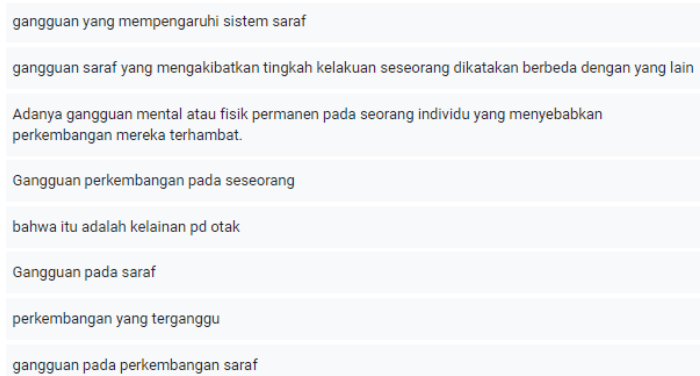 gangguan yang mempengaruhi sistem saraf
gangguan saraf yang mengakibatkan tingkah kelakuan seseorang dikatakan berbeda dengan yang lain
Adanya gangguan mental atau fisik permanen pada seorang individu yang menyebabkan
perkembangan mereka terhambat.
Gangguan perkembangan pada seseorang
bahwa itu adalah kelainan pd otak
Gangguan pada saraf
perkembangan yang terganggu
gangguan pada perkembangan saraf